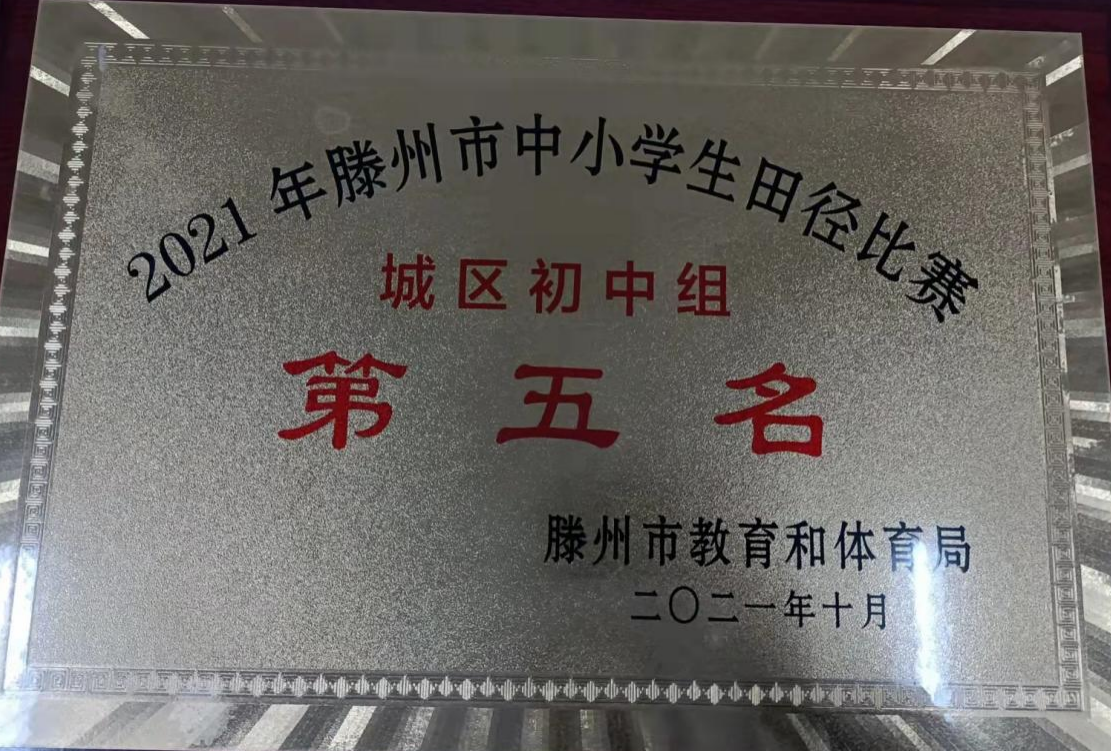 2021年滕州市中小学生田径比赛
城区初中组
第五名
滕州市教育和体育局
二〇二一年十月